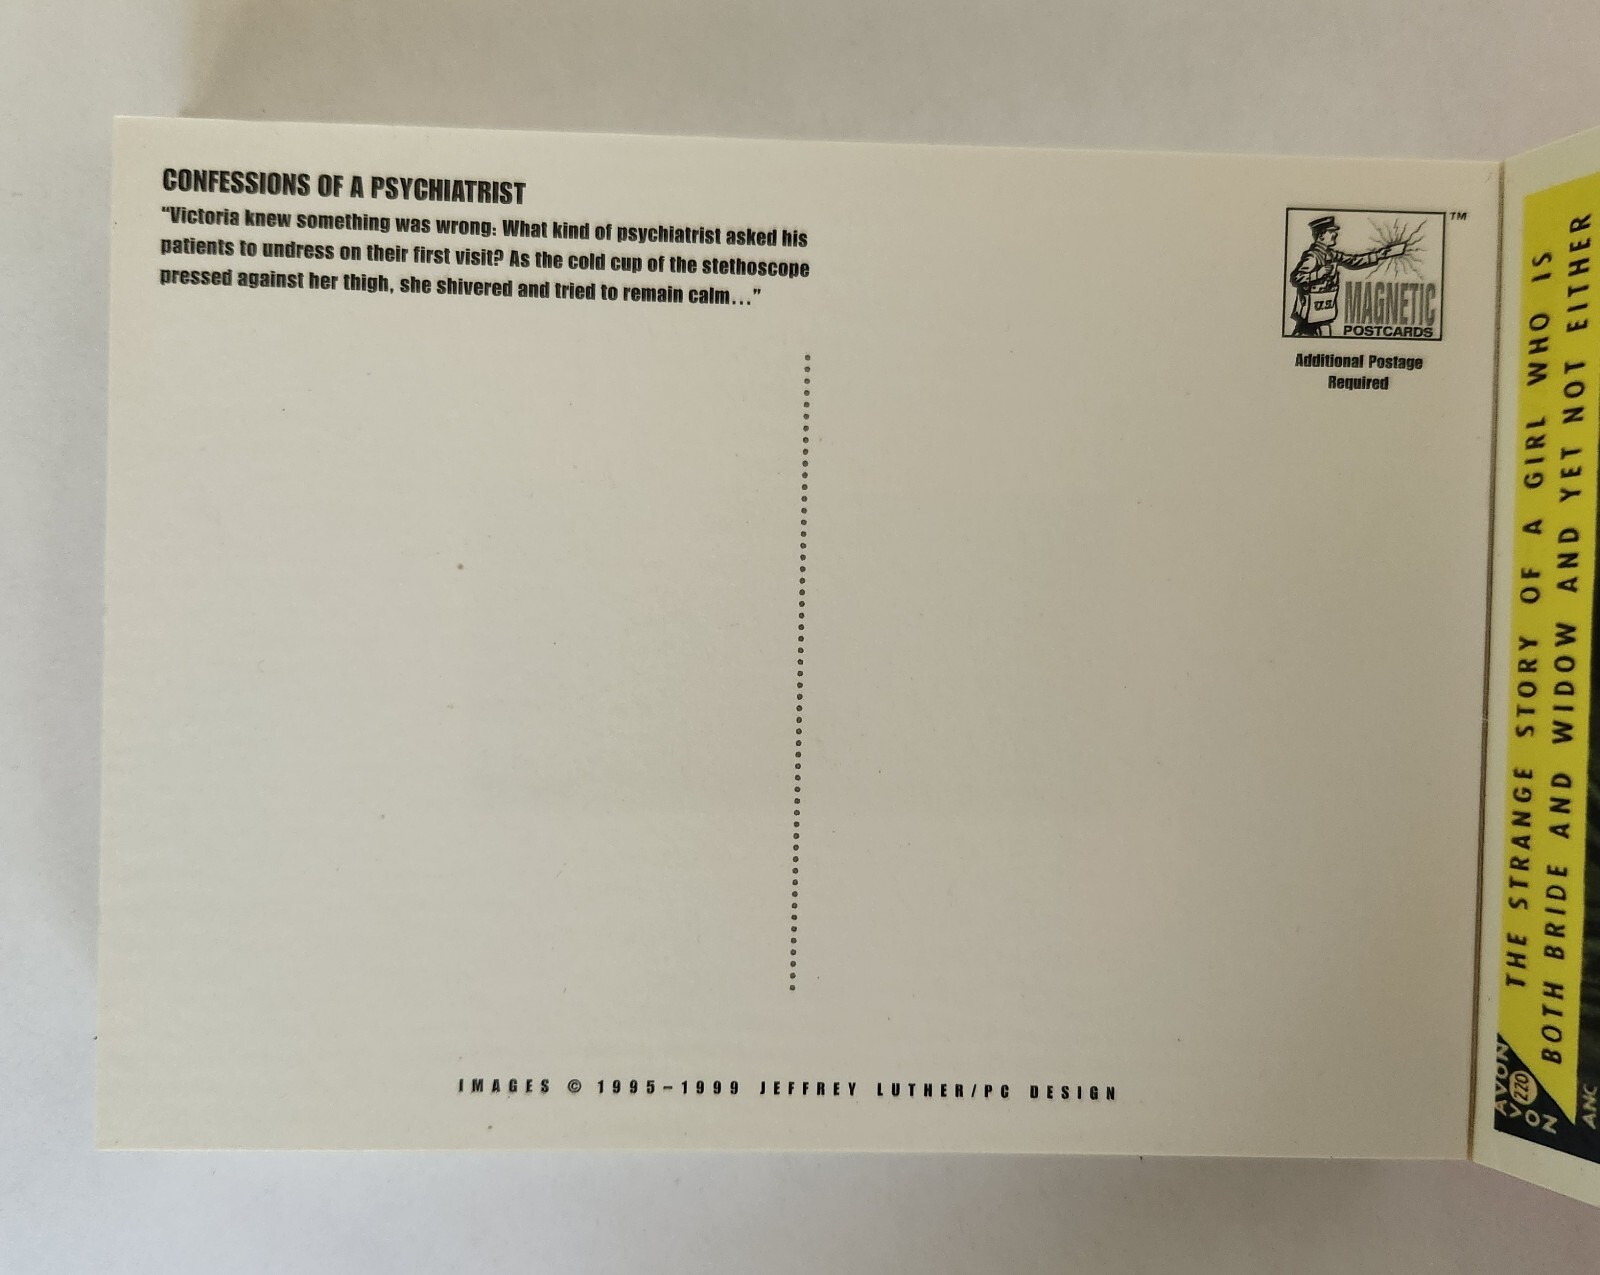 CONFESSIONS OF A PSYCHIATRIST
“Victoria knew something was wrong: What kind of psychiatrist asked his
patients to undress on their first visit? As the cold cup of the stethoscope
pressed against her thigh, she shivered and tried to remain calm...”
TM
U.S.
MAGNETIC
POSTCARDS
Additional Postage
Required
IMAGES © 1995–1999 JEFFREY LUTHER/PC DESIGN
THE STRANGE STORY OF A GIRL WHO IS
BOTH BRIDE AND WIDOW AND YET NOT EITHER
AVON
220
ANC